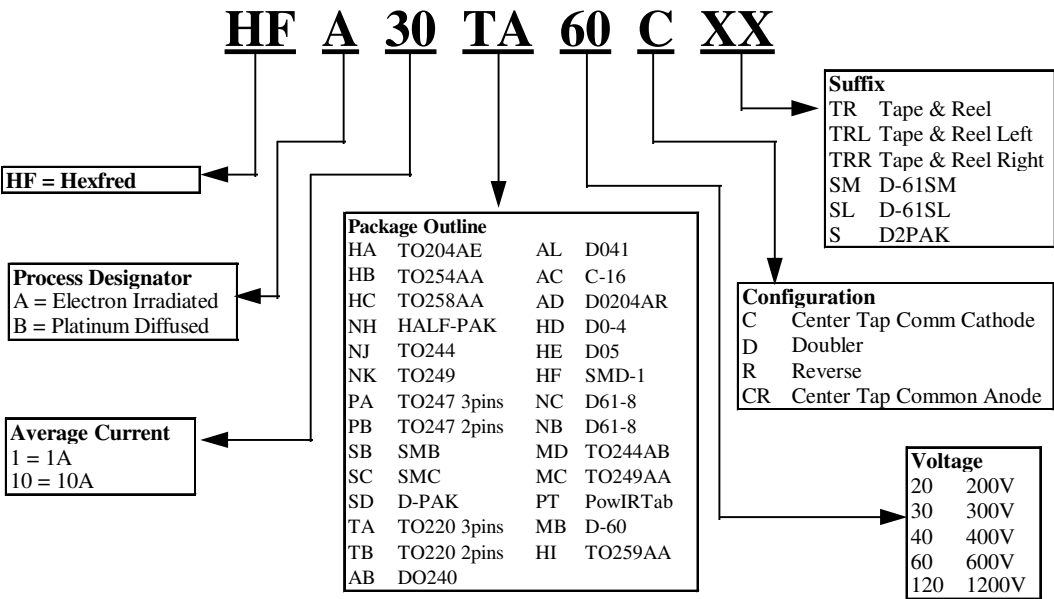 HF A 30 TA 60 C XX
Suffix
TR Tape & Reel
TRL Tape & Reel Left
TRR Tape & Reel Right
SM D-61SM
SL D-61SL
S D2PAK
HF = Hexfred
Package Outline
HA TO204AE AL D041
HB TO254AA AC C-16
HC TO258AA AD D0204AR
NH HALF-PAK HD D0-4
NJ TO244 HE D05
NK TO249 HF SMD-1
PA TO247 3pins NC D61-8
PB TO247 2pins NB D61-8
SB SMB MD TO244AB
SC SMC MC TO249AA
SD D-PAK PT PowIRTab
TA TO220 3pins MB D-60
TB TO220 2pins HI TO259AA
AB DO240
Process Designator
A = Electron Irradiated
B = Platinum Diffused
Configuration
C Center Tap Comm Cathode
D Doubler
R Reverse
CR Center Tap Common Anode
Average Current
1 = 1A
10 = 10A
Voltage
20 200V
30 300V
40 400V
60 600V
120 1200V